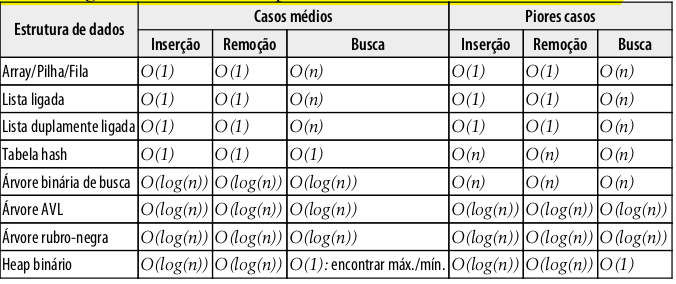 Estrutura de dados | Casos médios | Piores casos
Inserção | Remoção | Busca | Inserção | Remoção | Busca
Array/Pilha/Fila | O(1) | O(1) | O(n) | O(1) | O(1) | O(n)
Lista ligada | O(1) | O(1) | O(n) | O(1) | O(1) | O(n)
Lista duplamente ligada | O(1) | O(1) | O(n) | O(1) | O(1) | O(n)
Tabela hash | O(1) | O(1) | O(1) | O(n) | O(n) | O(n)
Árvore binária de busca | O(log(n)) | O(log(n)) | O(log(n)) | O(n) | O(n) | O(n)
Árvore AVL | O(log(n)) | O(log(n)) | O(log(n)) | O(log(n)) | O(log(n)) | O(log(n))
Árvore rubro-negra | O(log(n)) | O(log(n)) | O(log(n)) | O(log(n)) | O(log(n)) | O(log(n))
Heap binário | O(log(n)) | O(log(n)) | O(1): encontrar máx./mín. | O(log(n)) | O(log(n)) | O(1)